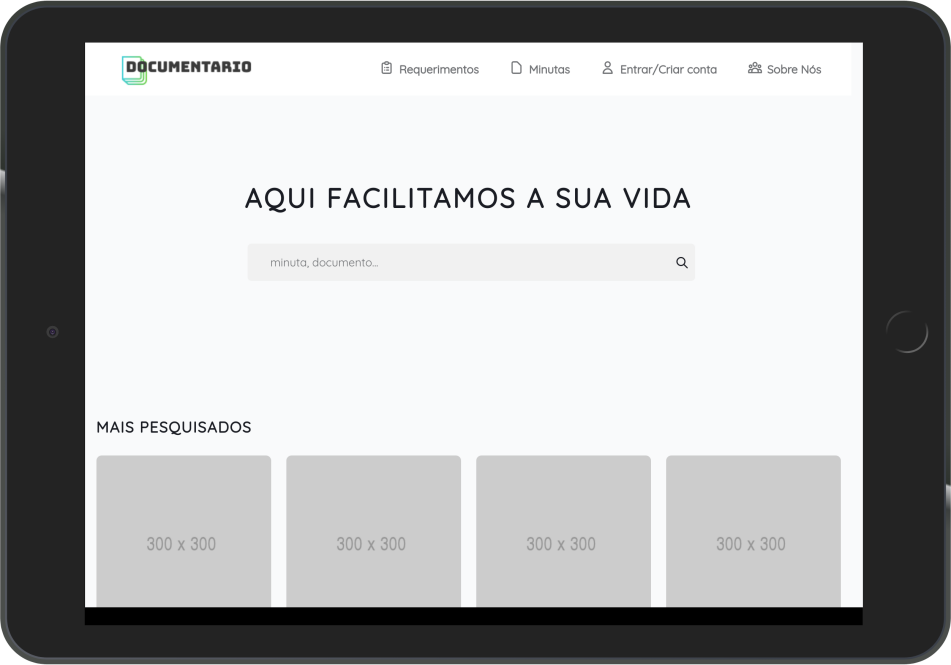 DOCUMENTARIO
Requerimentos Minutas Entrar/Criar conta Sobre Nós
AQUI FACILITAMOS A SUA VIDA
minuta, documento...
MAIS PESQUISADOS
300 x 300 300 x 300 300 x 300 300 x 300